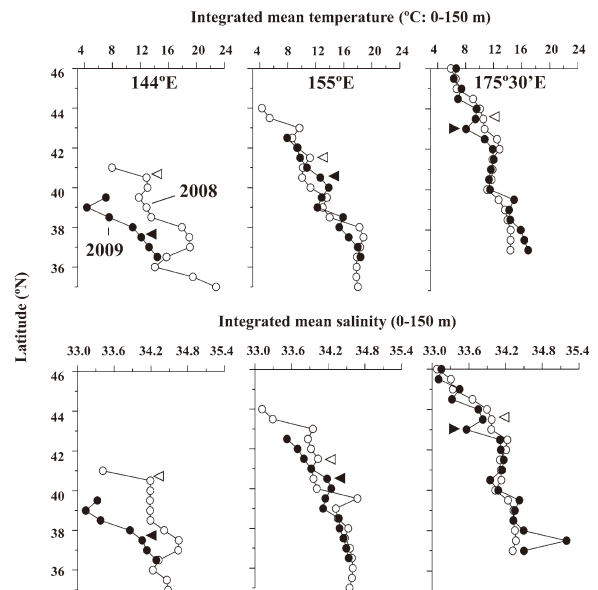 Integrated mean temperature (ºC: 0-150 m)
4 8 12 16 20 24 4 8 12 16 20 24 4 8 12 16 20 24
46
44
42
40
38
36
144ºE
155ºE
175º30’E
2008
2009
Latitude (ºN)
Integrated mean salinity (0-150 m)
33.0 33.6 34.2 34.8 35.4 33.0 33.6 34.2 34.8 35.4 33.0 33.6 34.2 34.8 35.4
46
44
42
40
38
36